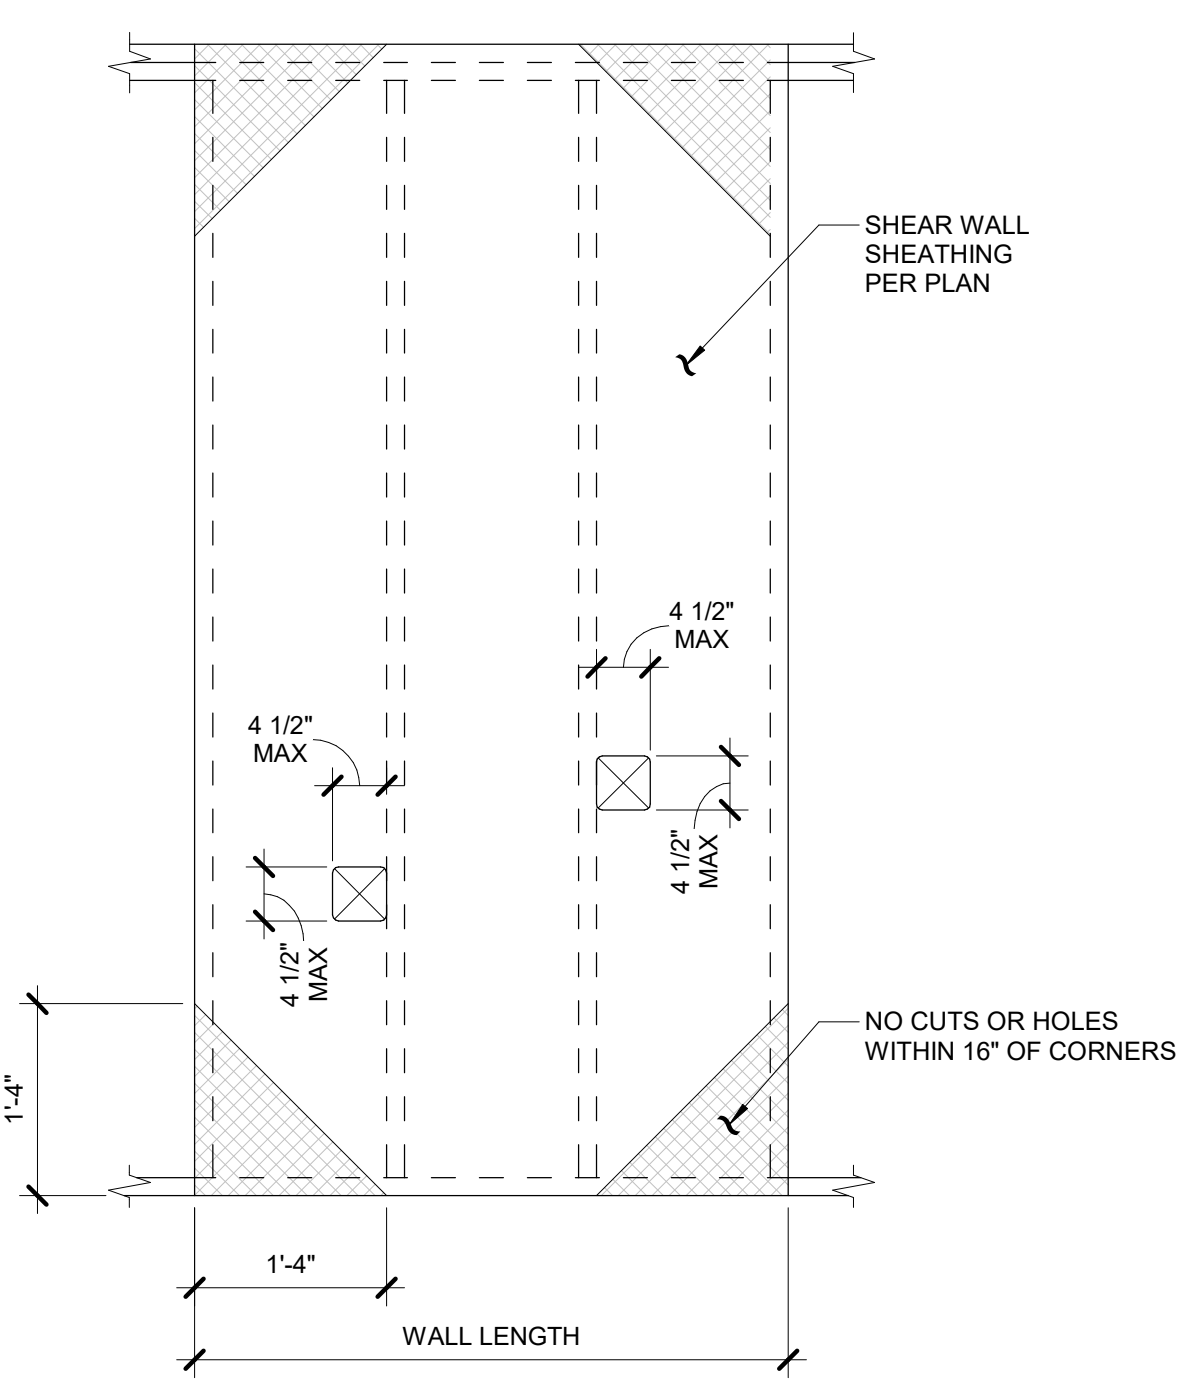 SHEAR WALL
SHEATHING
PER PLAN
4 1/2"
MAX
4 1/2"
MAX
4 1/2"
MAX
4 1/2"
MAX
NO CUTS OR HOLES
WITHIN 16" OF CORNERS
1'-4"
1'-4"
WALL LENGTH